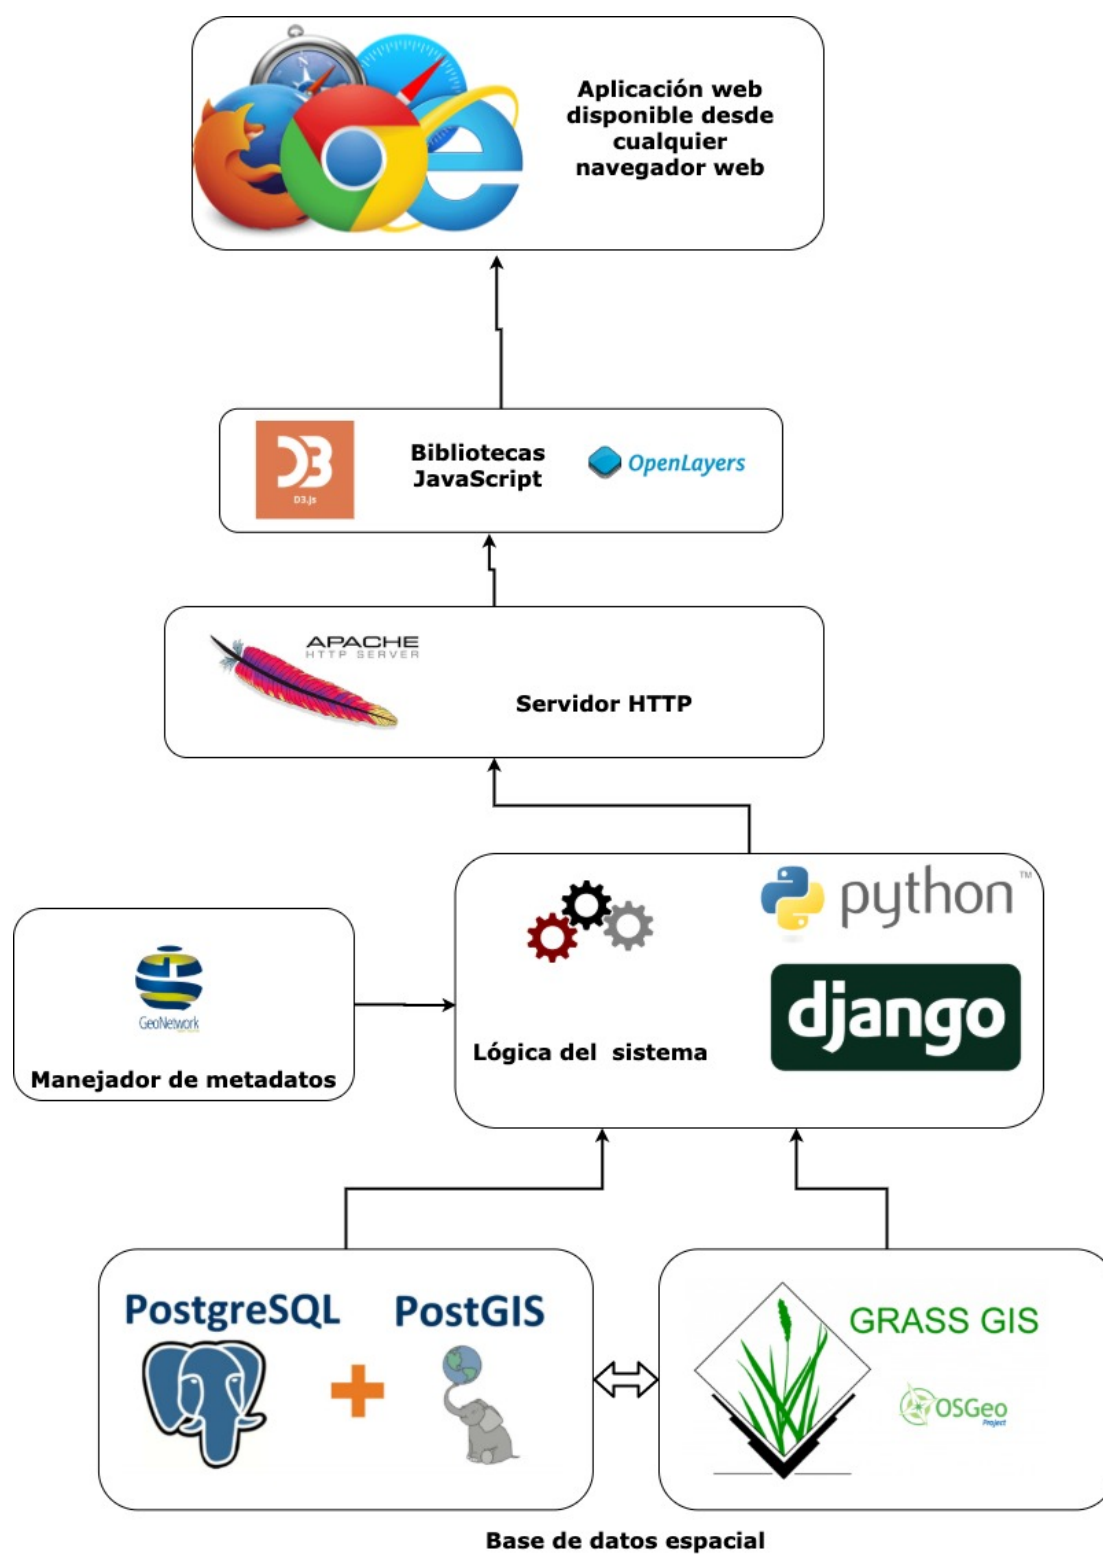 Aplicación web
disponible desde
cualquier
navegador web
D3.js
Bibliotecas
JavaScript
OpenLayers
APACHE
HTTP SERVER
Servidor HTTP
python™
django
Lógica del sistema
GeoNetwork
Manejador de metadatos
PostgreSQL
PostGIS
GRASS GIS
OSGeo
Project
Base de datos espacial